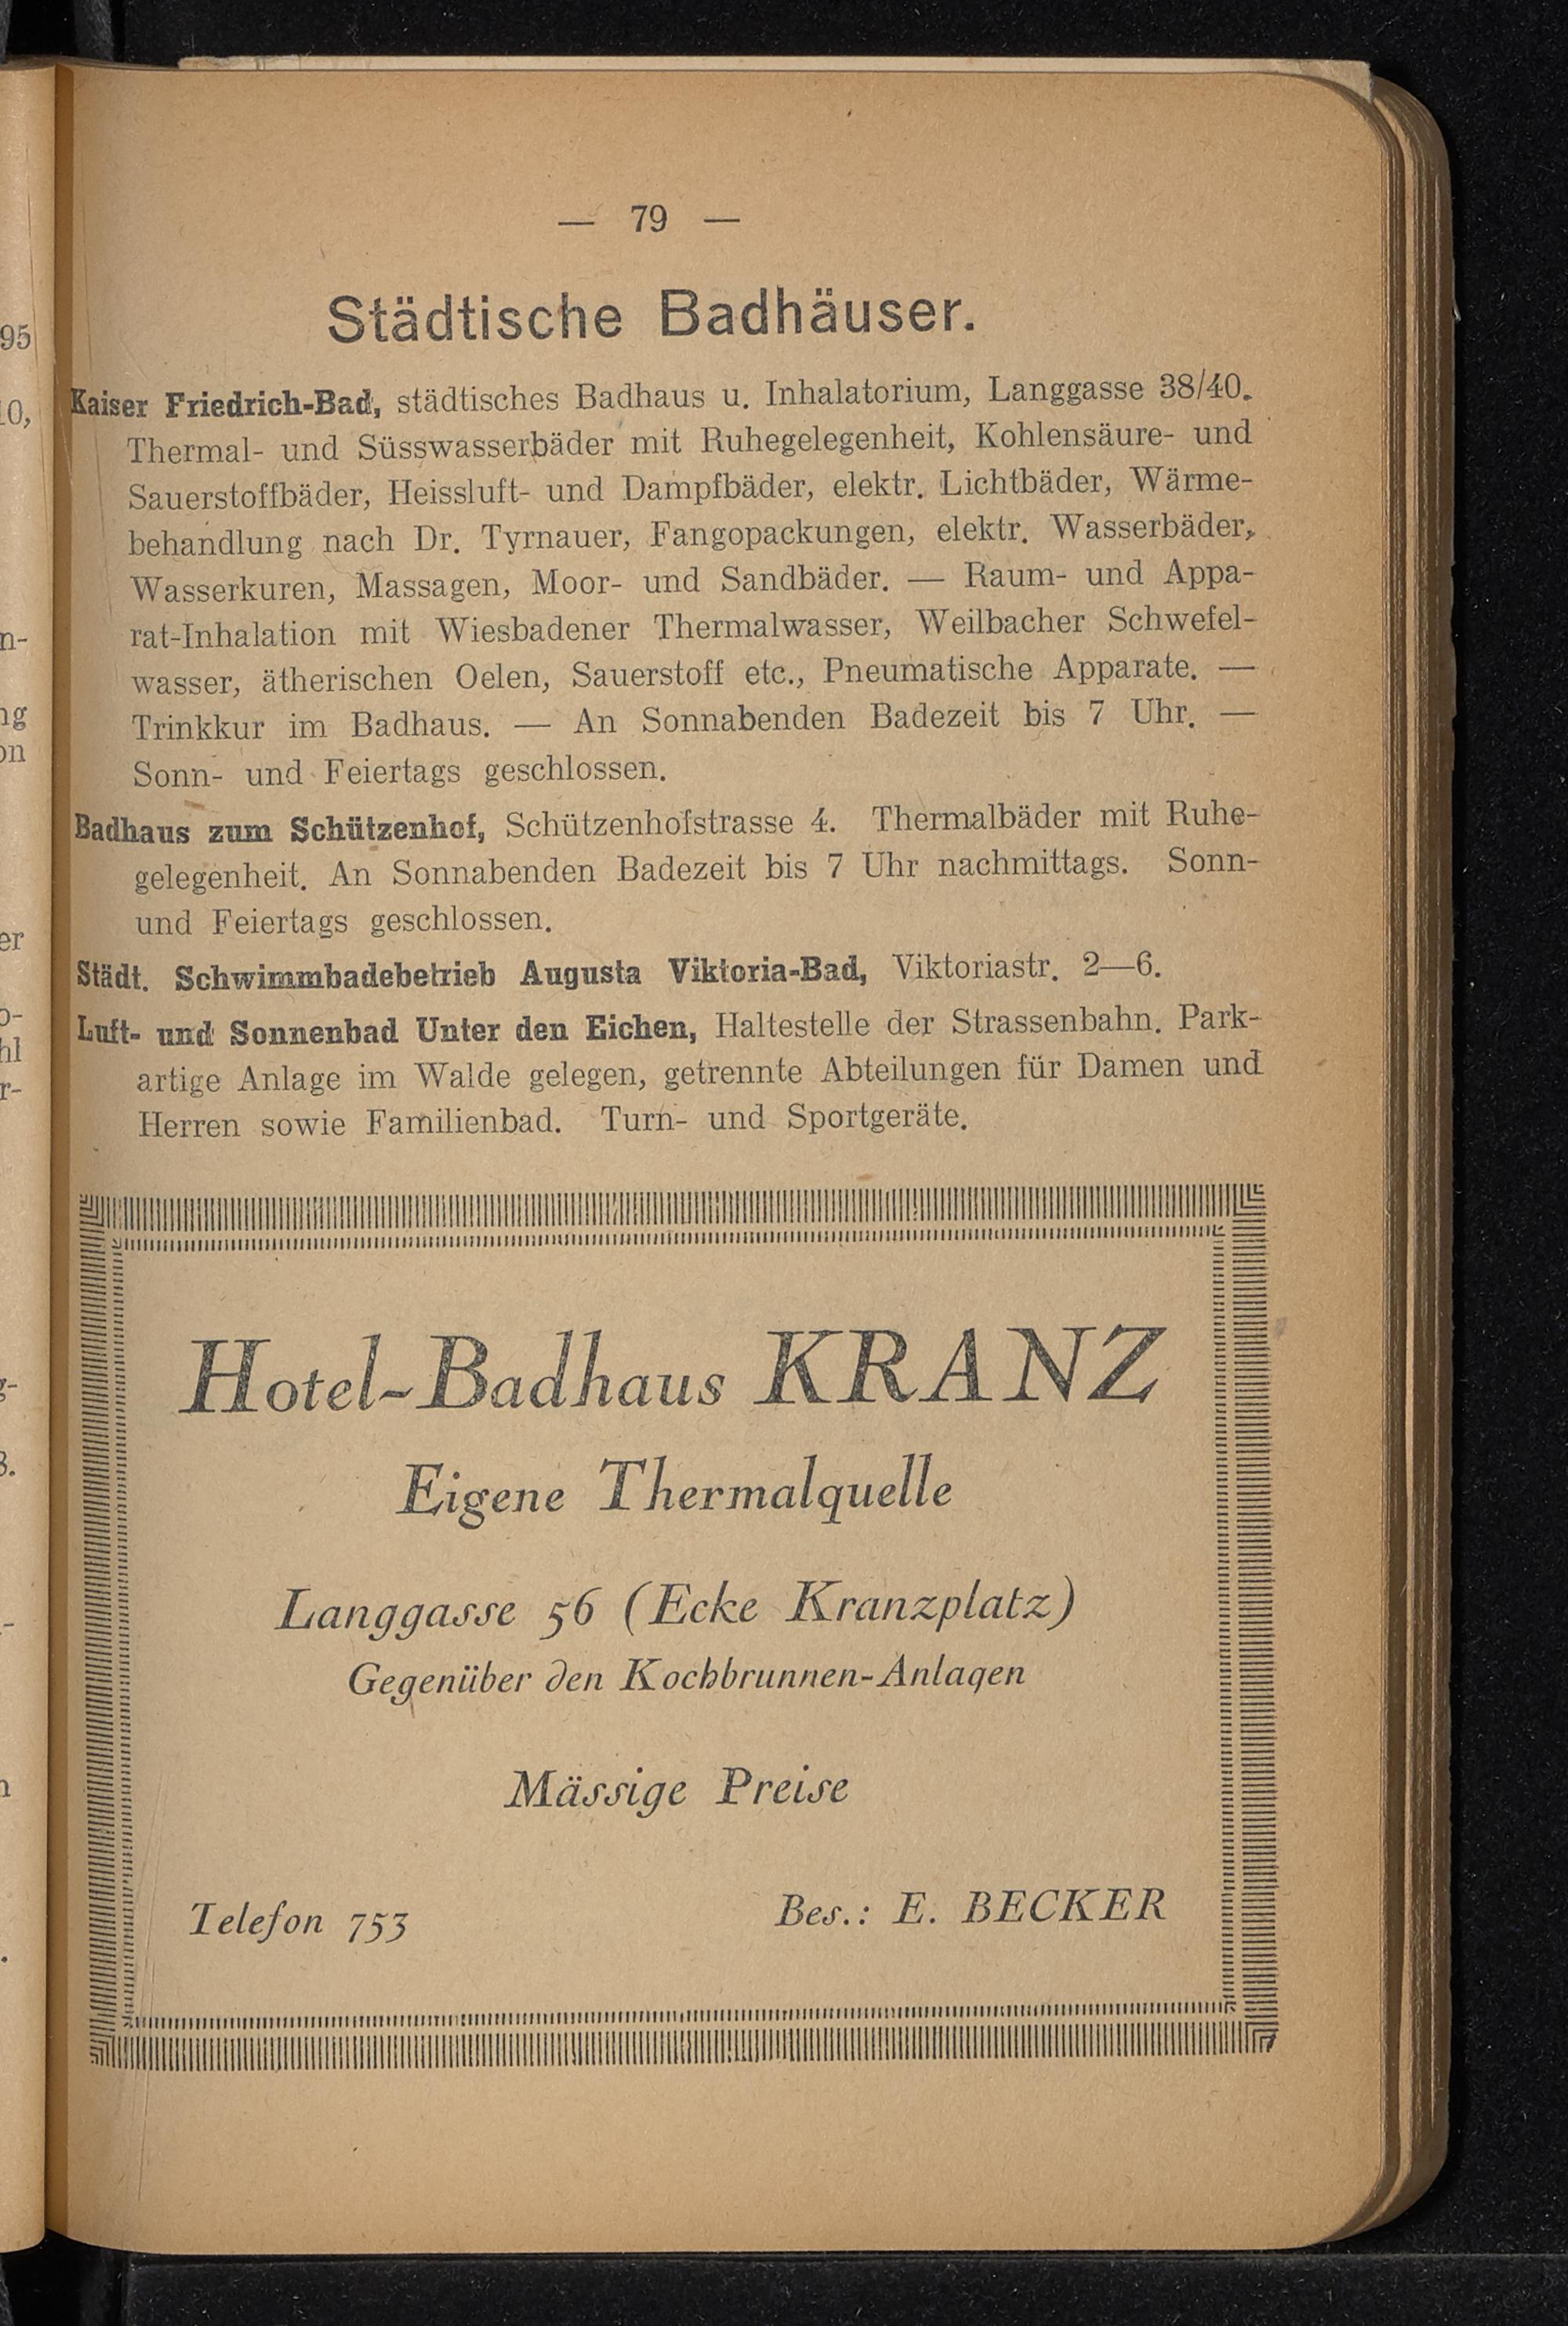 — 79 —
Städtische Badhäuser.
Kaiser Friedrich-Bad, städtisches Badhaus u. Inhalatorium, Langgasse 38/40.
Thermal- und Süsswasserbäder mit Ruhegelegenheit, Kohlensäure- und
Sauerstoffbäder, Heissluft- und Dampfbäder, elektr. Lichtbäder, Wärme-
behandlung nach Dr. Tyrnauer, Fangopackungen, elektr. Wasserbäder,
Wasserkuren, Massagen, Moor- und Sandbäder. — Raum- und Appa-
rat-Inhalation mit Wiesbadener Thermalwasser, Weilbacher Schwefel-
wasser, ätherischen Oelen, Sauerstoff etc., Pneumatische Apparate. —
Trinkkur im Badhaus. — An Sonnabenden Badezeit bis 7 Uhr. —
Sonn- und Feiertags geschlossen.
Badhaus zum Schützenhof, Schützenhofstrasse 4. Thermalbäder mit Ruhe-
gelegenheit. An Sonnabenden Badezeit bis 7 Uhr nachmittags. Sonn-
und Feiertags geschlossen.
Städt. Schwimmbadebetrieb Augusta Viktoria-Bad, Viktoriastr. 2—6.
Luft- und Sonnenbad Unter den Eichen, Haltestelle der Strassenbahn. Park-
artige Anlage im Walde gelegen, getrennte Abteilungen für Damen und
Herren sowie Familienbad. Turn- und Sportgeräte.
Hotel-Badhaus KRANZ
Eigene Thermalquelle
Langgasse 56 (Ecke Kranzplatz)
Gegenüber den Kochbrunnen-Anlagen
Mässige Preise
Telefon 753 Bes.: E. BECKER